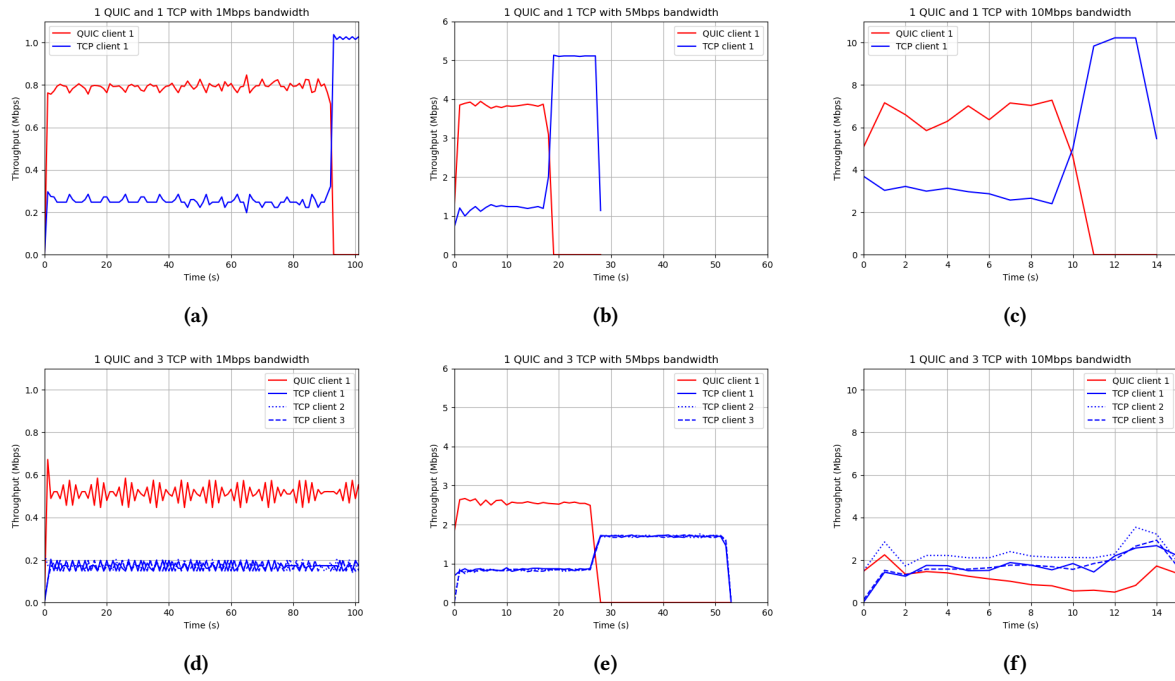 1 QUIC and 1 TCP with 1Mbps bandwidth
QUIC client 1
TCP client 1
Throughput (Mbps)
1.0
0.8
0.6
0.4
0.2
0.0
0 20 40 60 80 100
Time (s)
(a)
1 QUIC and 1 TCP with 5Mbps bandwidth
QUIC client 1
TCP client 1
Throughput (Mbps)
6
5
4
3
2
1
0
0 10 20 30 40 50 60
Time (s)
(b)
1 QUIC and 1 TCP with 10Mbps bandwidth
QUIC client 1
TCP client 1
Throughput (Mbps)
10
8
6
4
2
0
0 2 4 6 8 10 12 14
Time (s)
(c)
1 QUIC and 3 TCP with 1Mbps bandwidth
QUIC client 1
TCP client 1
TCP client 2
TCP client 3
Throughput (Mbps)
1.0
0.8
0.6
0.4
0.2
0.0
0 20 40 60 80 100
Time (s)
(d)
1 QUIC and 3 TCP with 5Mbps bandwidth
QUIC client 1
TCP client 1
TCP client 2
TCP client 3
Throughput (Mbps)
6
5
4
3
2
1
0
0 10 20 30 40 50 60
Time (s)
(e)
1 QUIC and 3 TCP with 10Mbps bandwidth
QUIC client 1
TCP client 1
TCP client 2
TCP client 3
Throughput (Mbps)
10
8
6
4
2
0
0 2 4 6 8 10 12 14
Time (s)
(f)